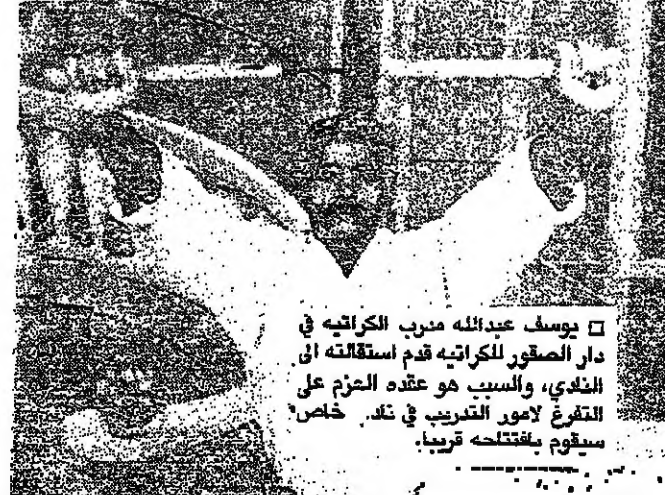 □ يوسف عبدالله مدرب الكراتيه في
دار الصقور للكراتيه قدم استقالته الى
النادي، والسبب هو عقده العزم على
التفرغ لامور التدريب في ناد. خاص
سيقوم بافتتاحه قريبا.